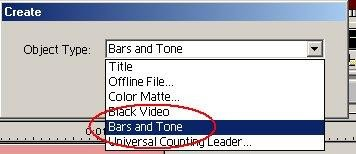 Create
Object Type: Bars and Tone
Title
Offline File...
Color Matte...
Black Video
Bars and Tone
Universal Counting Leader...